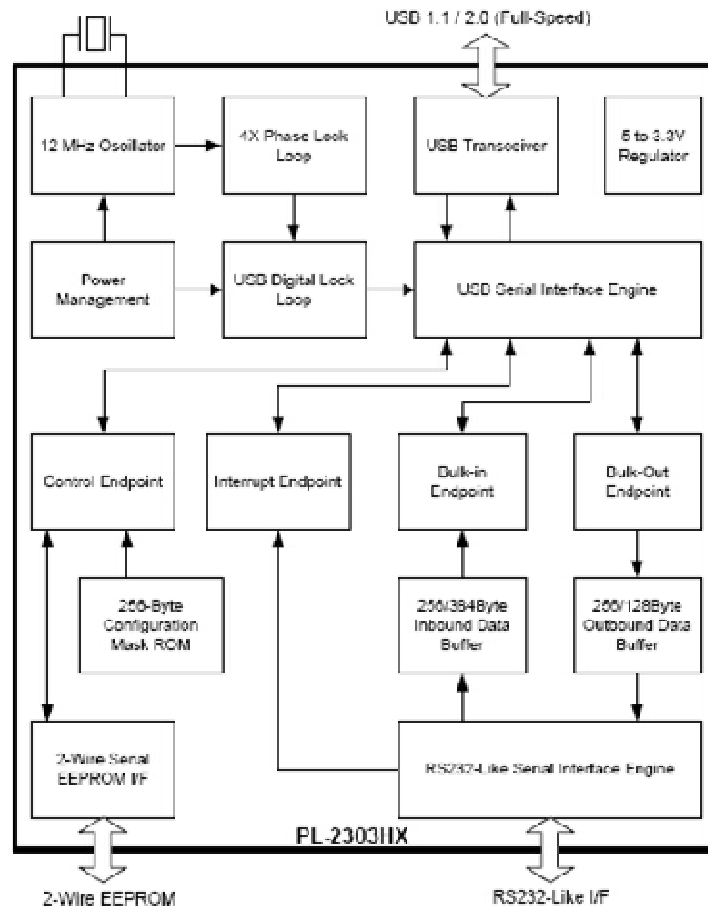 USB 1.1 / 2.0 (Full-Speed)
12 MHz Oscillator
4X Phase Lock
Loop
USB Transceiver
5 to 3.3V
Regulator
Power
Management
USB Digital Lock
Loop
USB Serial Interface Engine
Control Endpoint
Interrupt Endpoint
Bulk-in
Endpoint
Bulk-Out
Endpoint
256-Byte
Configuration
Mask ROM
256/384Byte
Inbound Data
Buffer
256/128Byte
Outbound Data
Buffer
2-Wire Serial
EEPROM I/F
RS232-Like Serial Interface Engine
PL-2303HX
2-Wire EEPROM
RS232-Like I/F